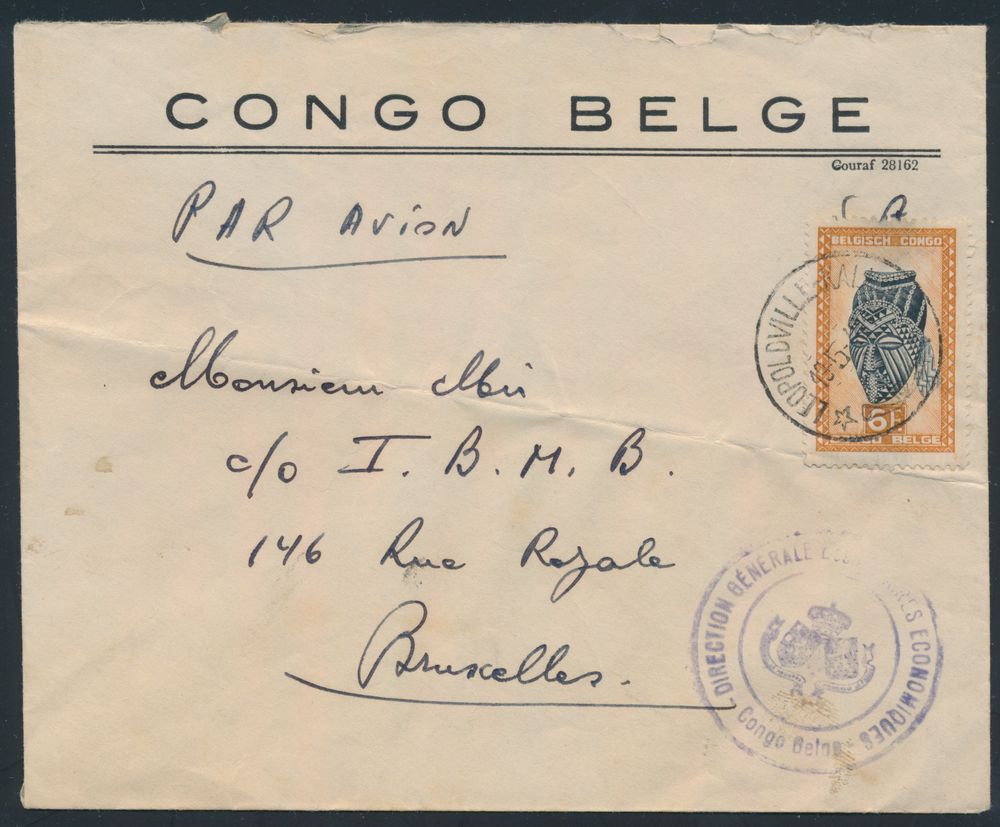 CONGO BELGE
Couraf 28162
PAR AVION
BELGISCH CONGO
6F
BELGE
LEOPOLDVILLE
Monsieur
c/o I. B. M. B.
146 Rue Royale
Bruxelles.
DIRECTION GÉNÉRALE ECONOMIQUES
Congo Belge